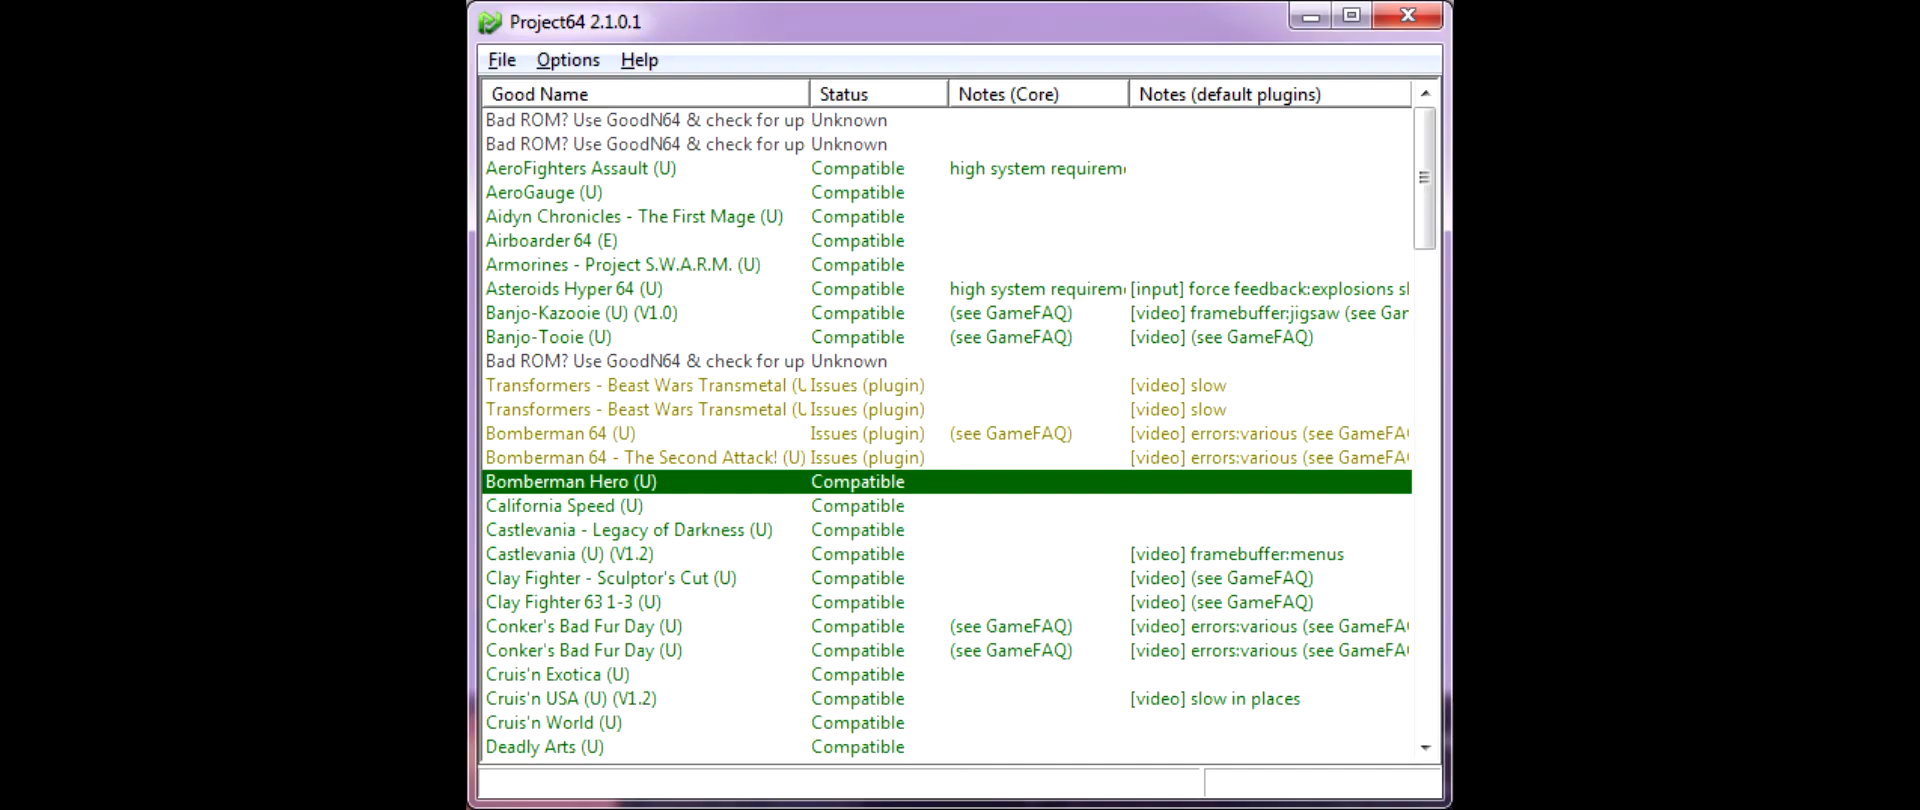 Project64 2.1.0.1
File Options Help
Good Name Status Notes (Core) Notes (default plugins)
Bad ROM? Use GoodN64 & check for up Unknown
Bad ROM? Use GoodN64 & check for up Unknown
AeroFighters Assault (U) Compatible high system requirem
AeroGauge (U) Compatible
Aidyn Chronicles - The First Mage (U) Compatible
Airboarder 64 (E) Compatible
Armorines - Project S.W.A.R.M. (U) Compatible
Asteroids Hyper 64 (U) Compatible high system requirem [input] force feedback:explosions sl
Banjo-Kazooie (U) (V1.0) Compatible (see GameFAQ) [video] framebuffer:jigsaw (see Gar
Banjo-Tooie (U) Compatible (see GameFAQ) [video] (see GameFAQ)
Bad ROM? Use GoodN64 & check for up Unknown
Transformers - Beast Wars Transmetal (U Issues (plugin) [video] slow
Transformers - Beast Wars Transmetal (U Issues (plugin) [video] slow
Bomberman 64 (U) Issues (plugin) (see GameFAQ) [video] errors:various (see GameFA
Bomberman 64 - The Second Attack! (U) Issues (plugin) [video] errors:various (see GameFA
Bomberman Hero (U) Compatible
California Speed (U) Compatible
Castlevania - Legacy of Darkness (U) Compatible
Castlevania (U) (V1.2) Compatible [video] framebuffer:menus
Clay Fighter - Sculptor's Cut (U) Compatible [video] (see GameFAQ)
Clay Fighter 63 1-3 (U) Compatible [video] (see GameFAQ)
Conker's Bad Fur Day (U) Compatible (see GameFAQ) [video] errors:various (see GameFA
Conker's Bad Fur Day (U) Compatible (see GameFAQ) [video] errors:various (see GameFA
Cruis'n Exotica (U) Compatible
Cruis'n USA (U) (V1.2) Compatible [video] slow in places
Cruis'n World (U) Compatible
Deadly Arts (U) Compatible